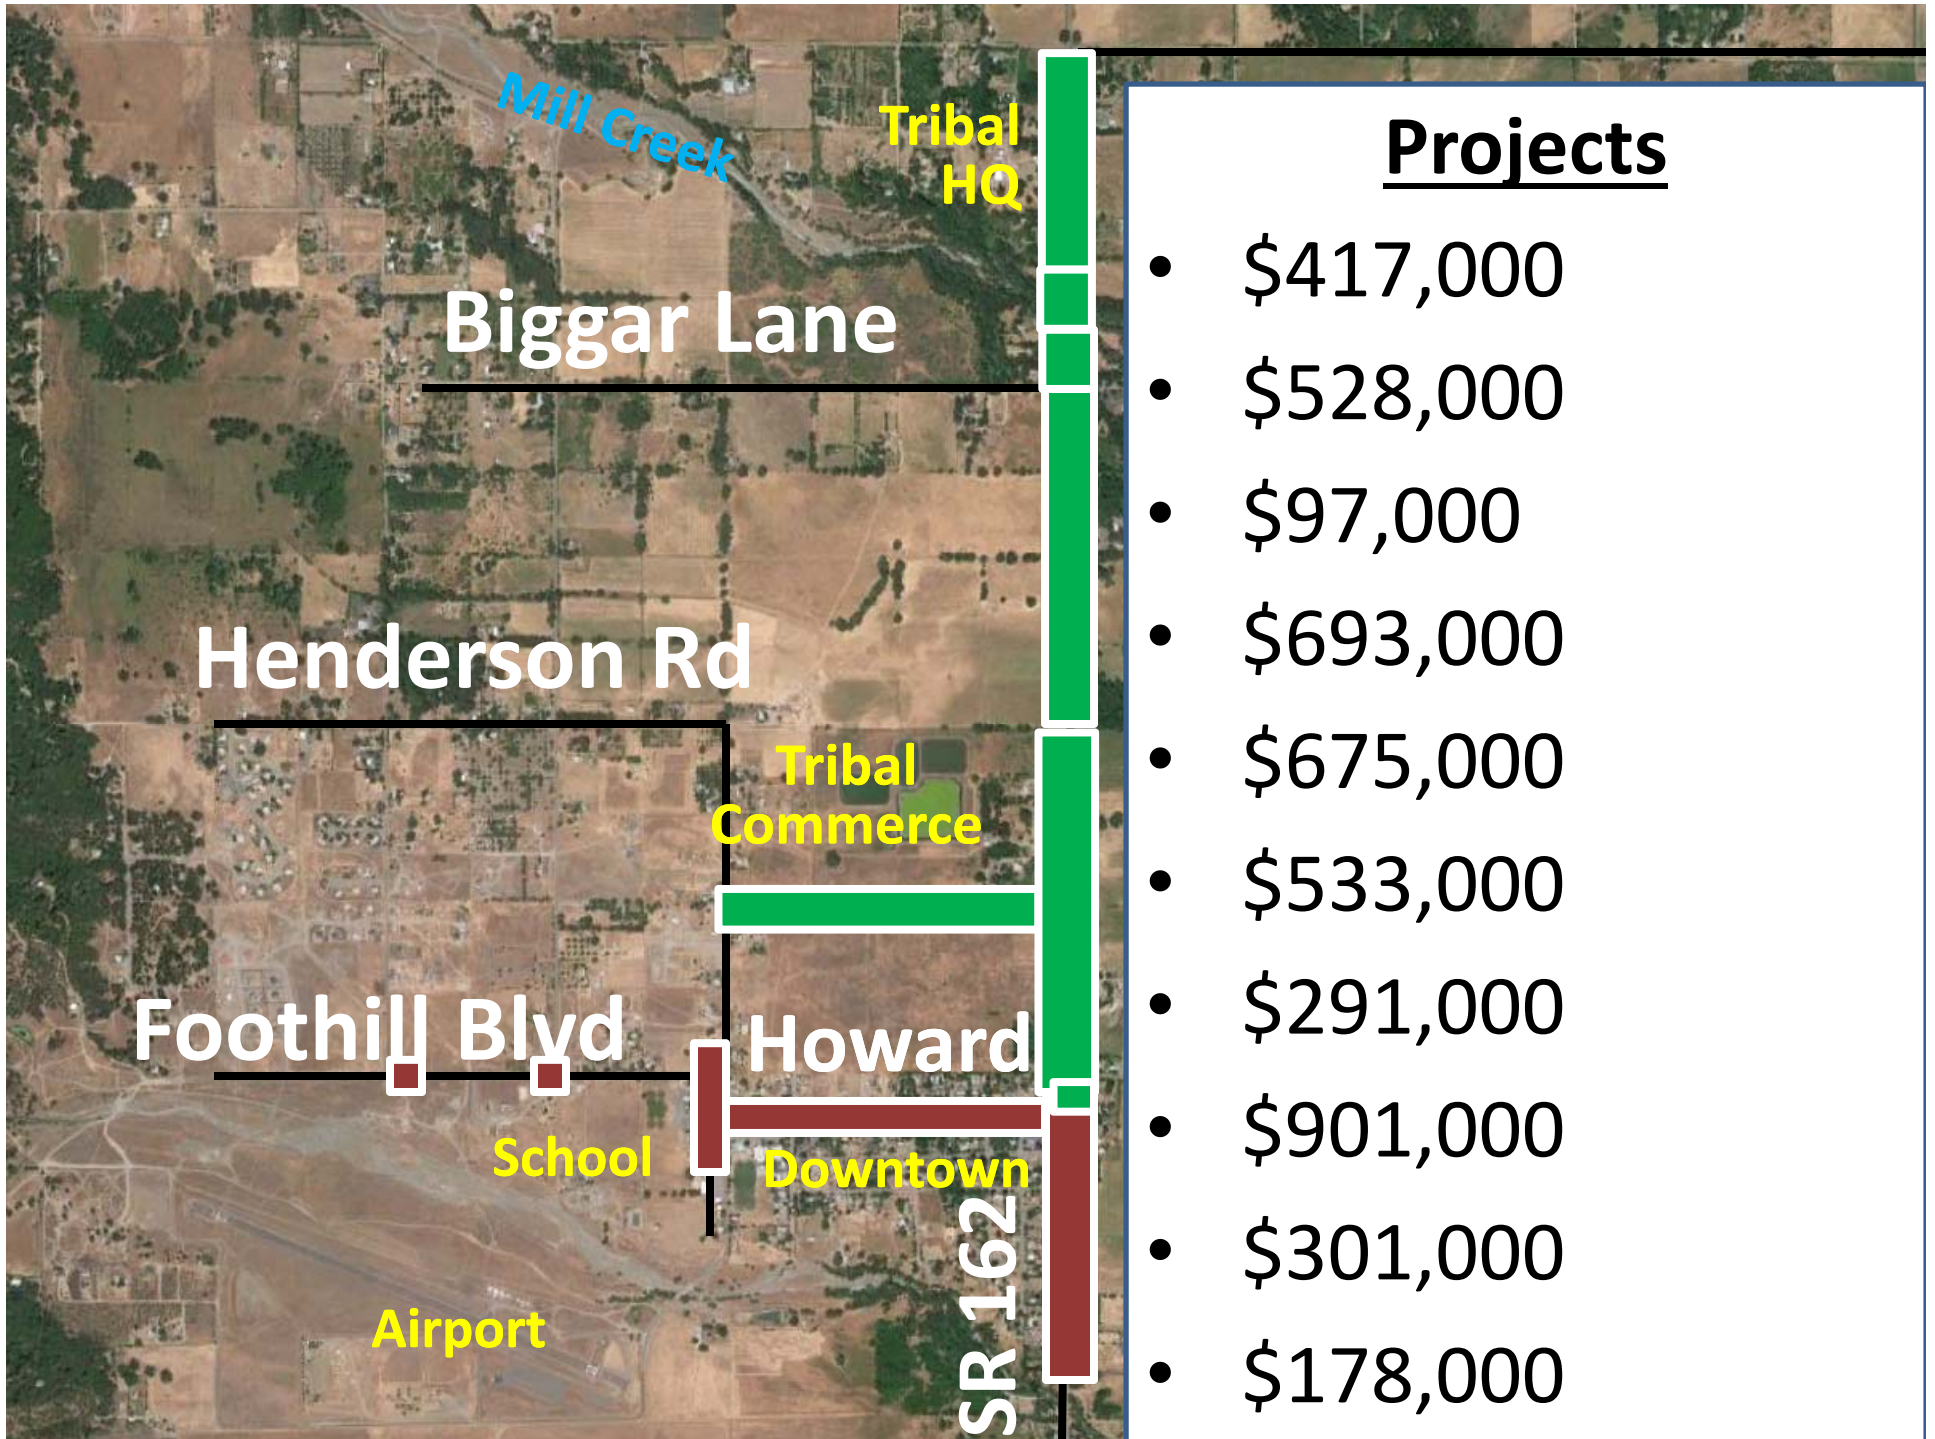 Mill Creek
Tribal
HQ
Biggar Lane
Henderson Rd
Tribal
Commerce
Foothill Blvd
Howard
School
Downtown
SR 162
Airport
Projects
• $417,000
• $528,000
• $97,000
• $693,000
• $675,000
• $533,000
• $291,000
• $901,000
• $301,000
• $178,000